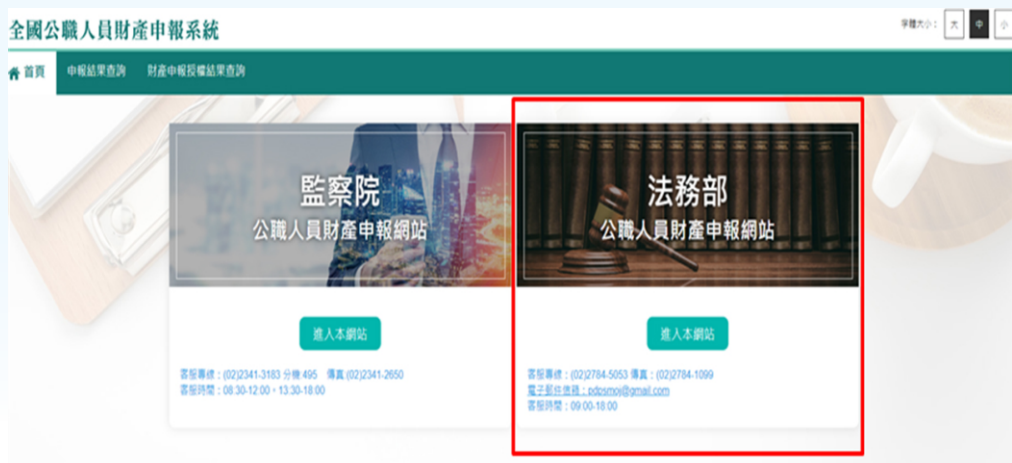 全國公職人員財產申報系統
字體大小： 大 中 小
首頁 申報結果查詢 財產申報授權結果查詢
監察院
公職人員財產申報網站
進入本網站
客服專線：(02)2341-3183 分機 495 傳真:(02)2341-2650
客服時間：08:30-12:00，13:30-18:00
法務部
公職人員財產申報網站
進入本網站
客服專線：(02)2784-5053 傳真：(02)2784-1099
電子郵件信箱：pdpsmoj@gmail.com
客服時間：09:00-18:00